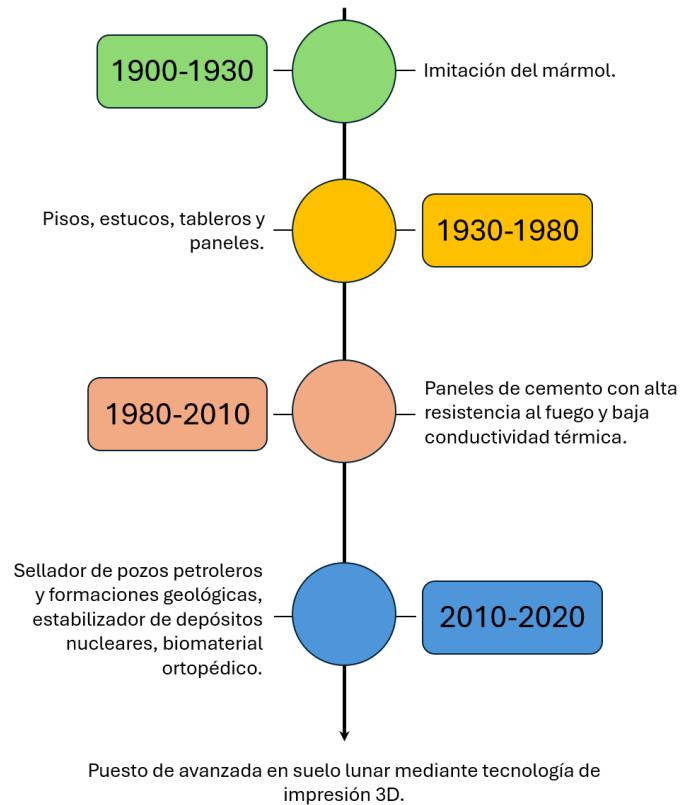 1900-1930
Imitación del mármol.
Pisos, estucos, tableros y
paneles.
1930-1980
1980-2010
Paneles de cemento con alta
resistencia al fuego y baja
conductividad térmica.
Sellador de pozos petroleros
y formaciones geológicas,
estabilizador de depósitos
nucleares, biomaterial
ortopédico.
2010-2020
Puesto de avanzada en suelo lunar mediante tecnología de
impresión 3D.